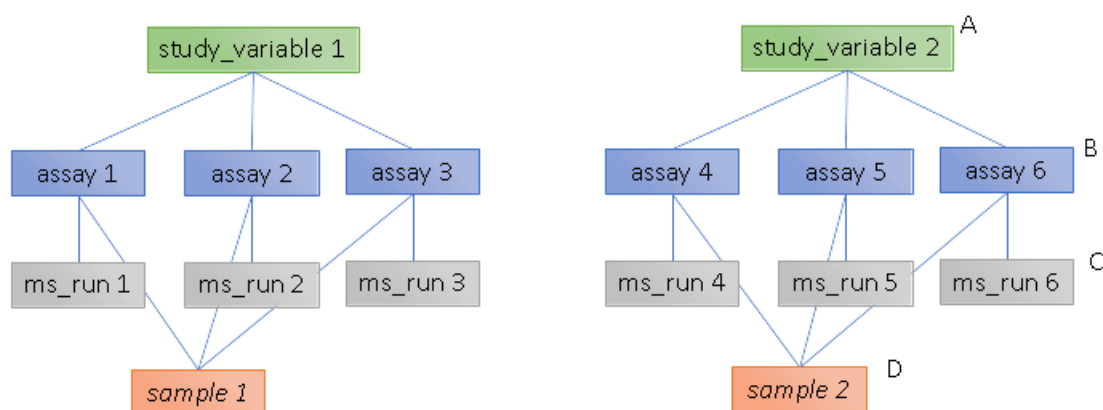 study_variable 1
study_variable 2
A
assay 1
assay 2
assay 3
assay 4
assay 5
assay 6
B
ms_run 1
ms_run 2
ms_run 3
ms_run 4
ms_run 5
ms_run 6
C
sample 1
sample 2
D